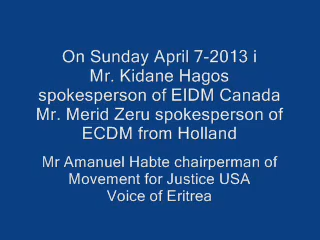 On Sunday April 7-2013 i
Mr. Kidane Hagos
spokesperson of EIDM Canada
Mr. Merid Zeru spokesperson of
ECDM from Holland
Mr Amanuel Habte chairperman of
Movement for Justice USA
Voice of Eritrea